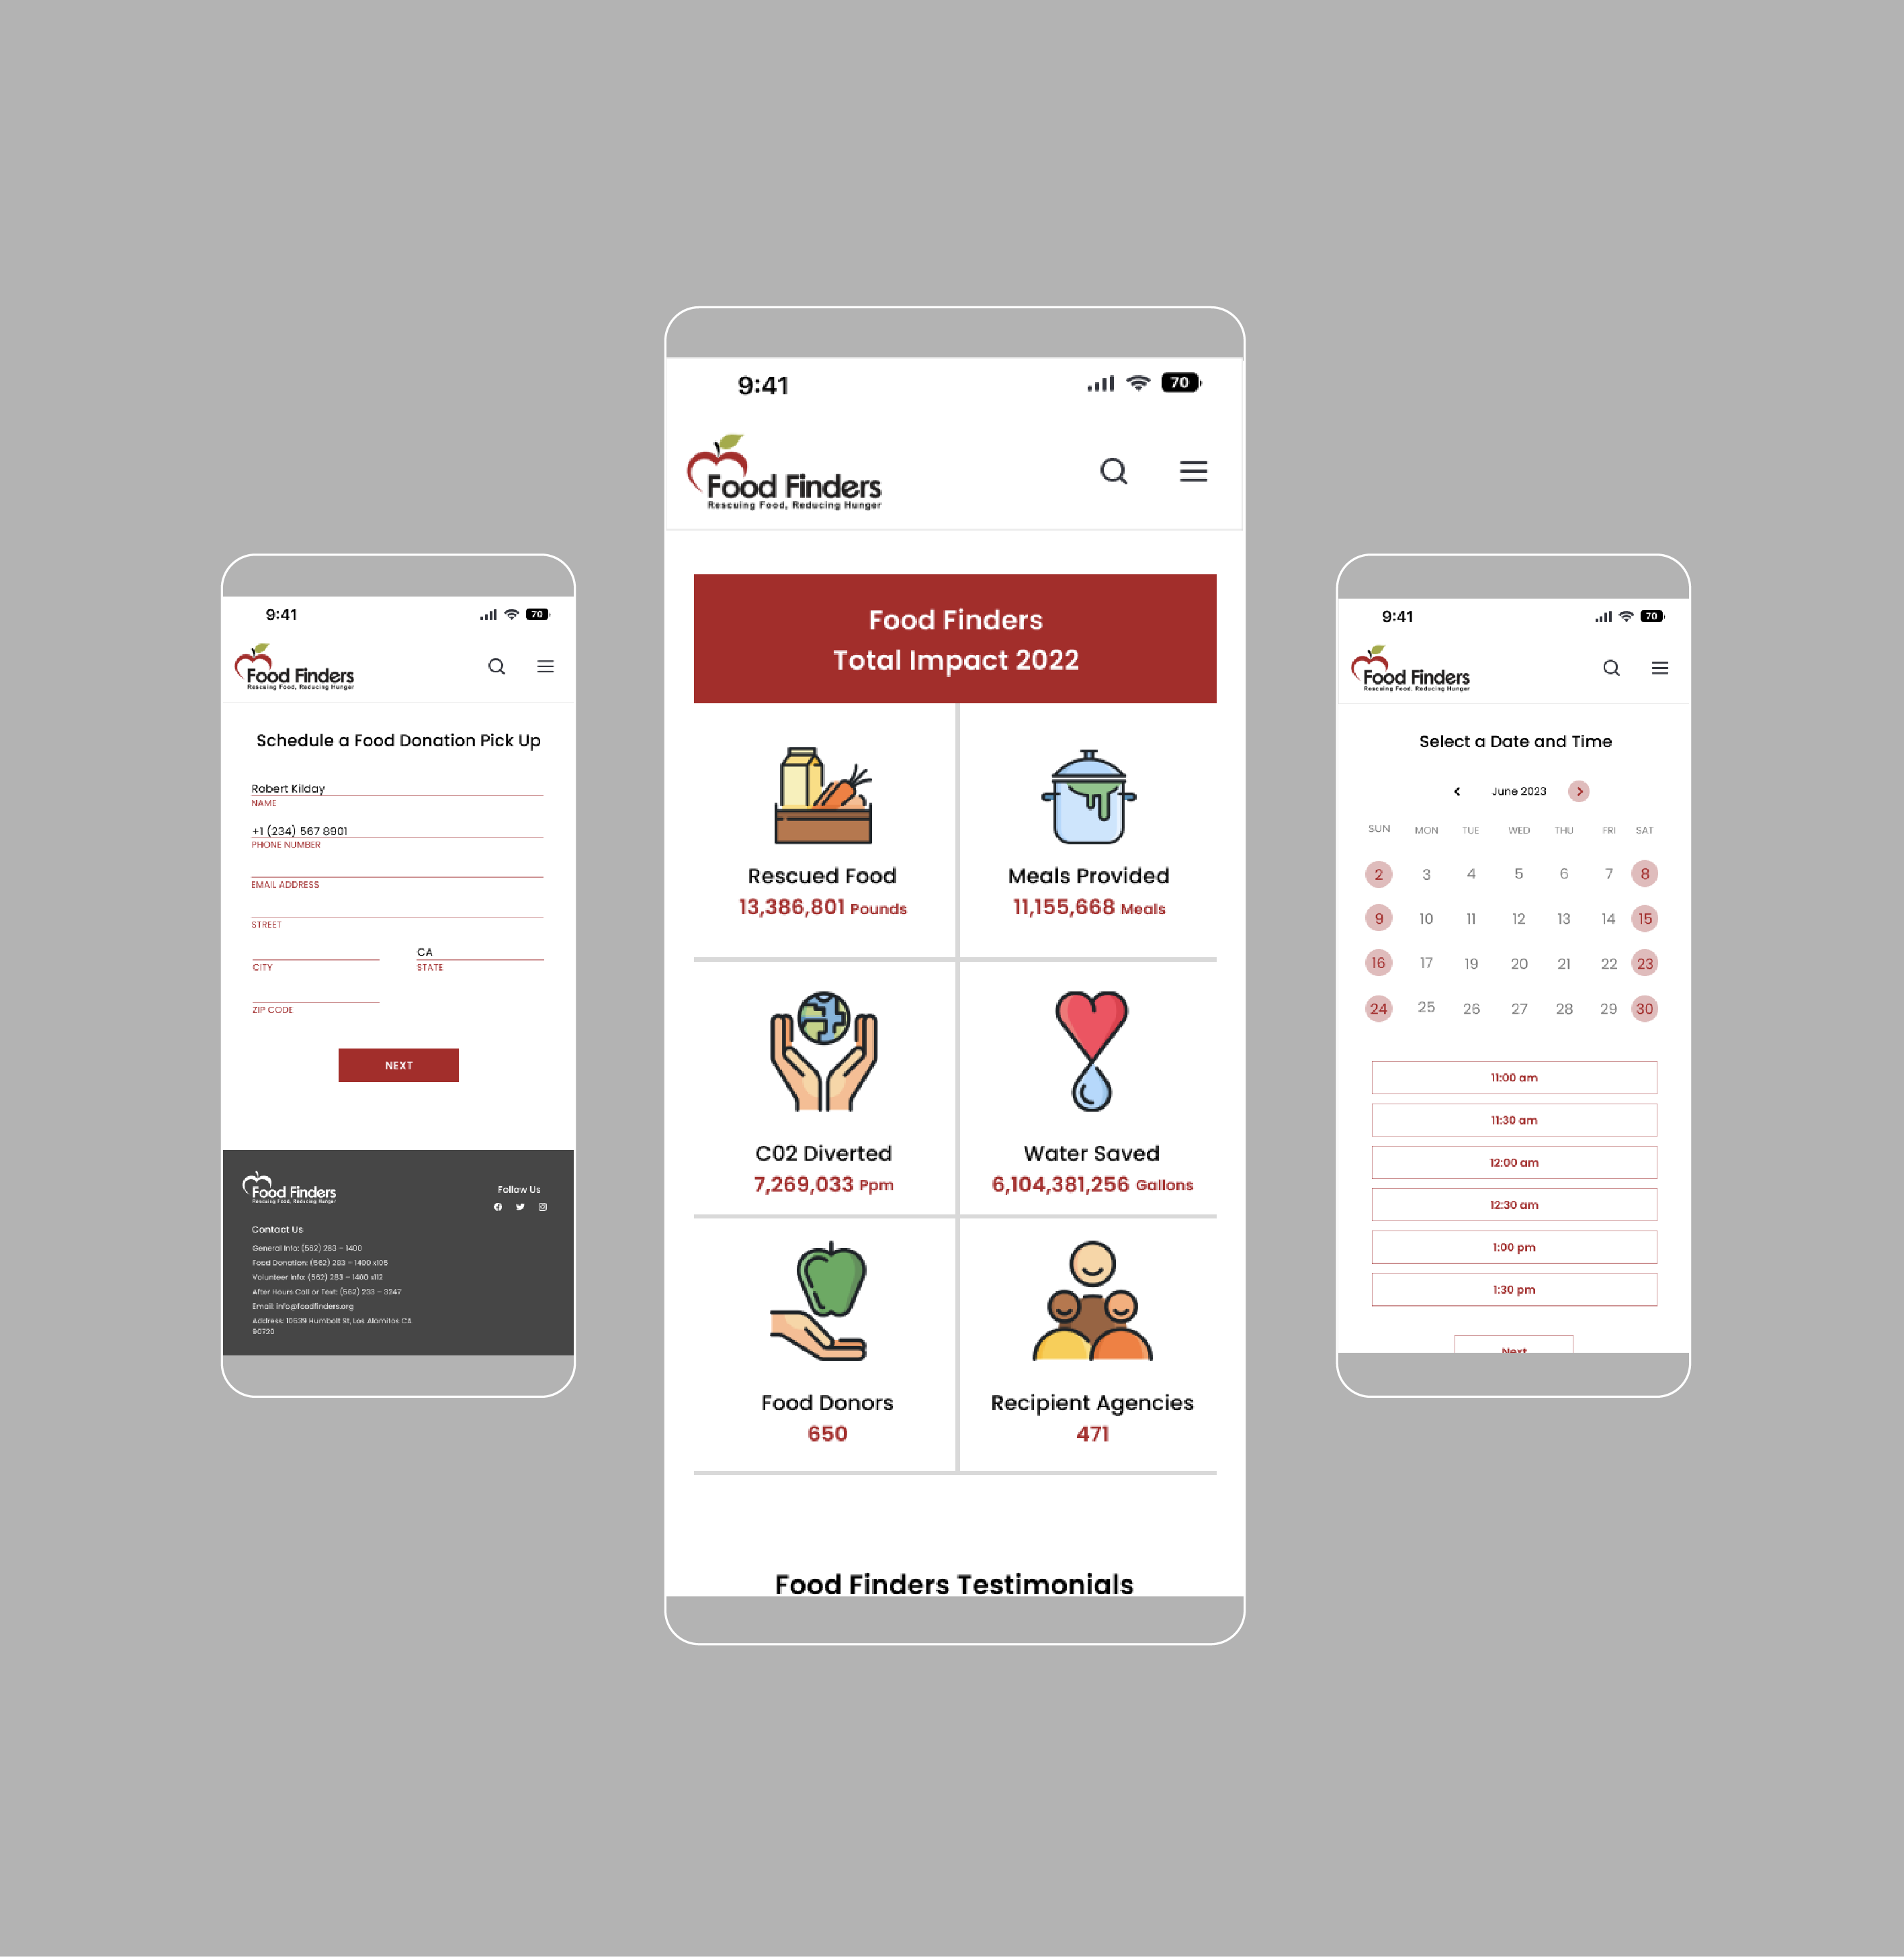 9:41
70
Food Finders
Rescuing Food, Reducing Hunger
Schedule a Food Donation Pick Up
Robert Kilday
NAME
+1 (234) 567 8901
PHONE NUMBER
EMAIL ADDRESS
STREET
CA
CITY STATE
ZIP CODE
NEXT
Food Finders
Rescuing Food, Reducing Hunger
Follow Us
Contact Us
General Info: (562) 283 – 1400
Food Donation: (562) 283 – 1400 x105
Volunteer Info: (562) 283 – 1400 x112
After Hours Call or Text: (562) 233 – 3247
Email: info@foodfinders.org
Address: 10539 Humbolt St, Los Alamitos CA
90720
9:41
70
Food Finders
Rescuing Food, Reducing Hunger
Food Finders
Total Impact 2022
Rescued Food
13,386,801 Pounds
Meals Provided
11,155,668 Meals
C02 Diverted
7,269,033 Ppm
Water Saved
6,104,381,256 Gallons
Food Donors
650
Recipient Agencies
471
Food Finders Testimonials
9:41
70
Food Finders
Rescuing Food, Reducing Hunger
Select a Date and Time
June 2023
SUN MON TUE WED THU FRI SAT
2 3 4 5 6 7 8
9 10 11 12 13 14 15
16 17 19 20 21 22 23
24 25 26 27 28 29 30
11:00 am
11:30 am
12:00 am
12:30 am
1:00 pm
1:30 pm
Next